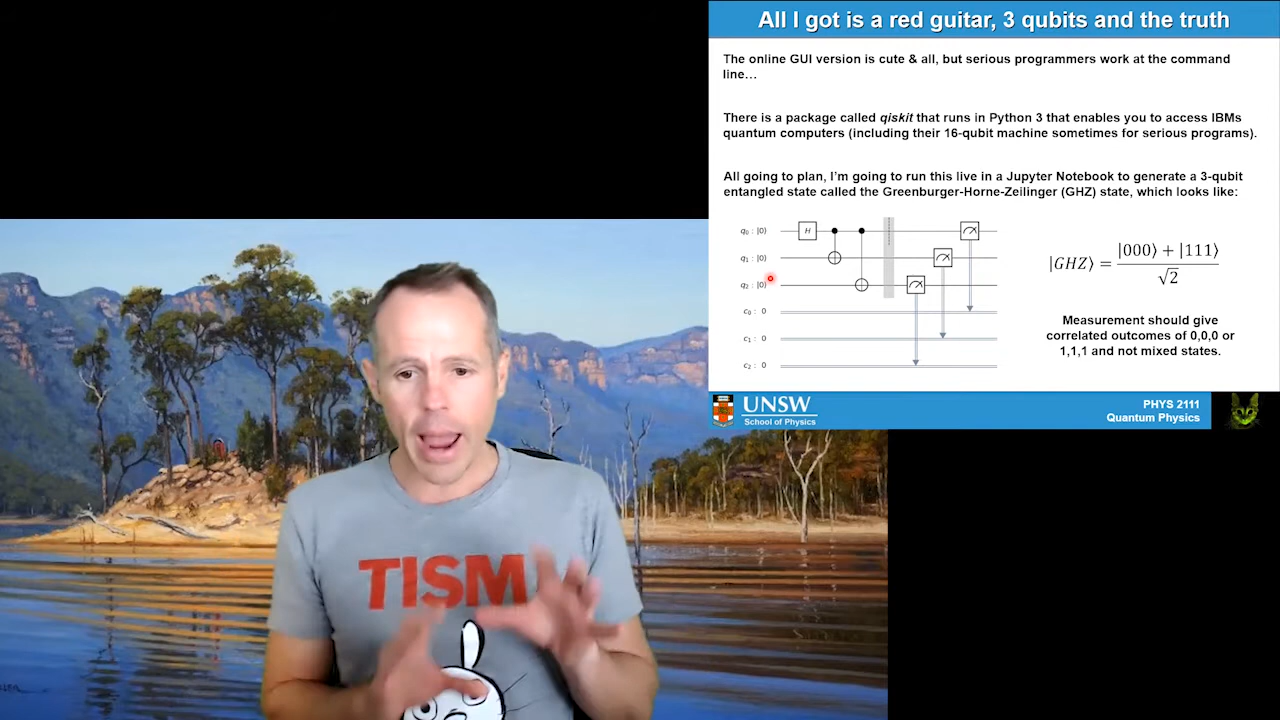 All I got is a red guitar, 3 qubits and the truth
The online GUI version is cute & all, but serious programmers work at the command
line…
There is a package called qiskit that runs in Python 3 that enables you to access IBMs
quantum computers (including their 16-qubit machine sometimes for serious programs).
All going to plan, I'm going to run this live in a Jupyter Notebook to generate a 3-qubit
entangled state called the Greenburger-Horne-Zeilinger (GHZ) state, which looks like:
q₀ : |0⟩
H
q₁ : |0⟩
q₂ : |0⟩
c₀ : 0
c₁ : 0
c₂ : 0
|GHZ⟩ = |000⟩ + |111⟩ / √2
Measurement should give
correlated outcomes of 0,0,0 or
1,1,1 and not mixed states.
UNSW
School of Physics
PHYS 2111
Quantum Physics
TISM